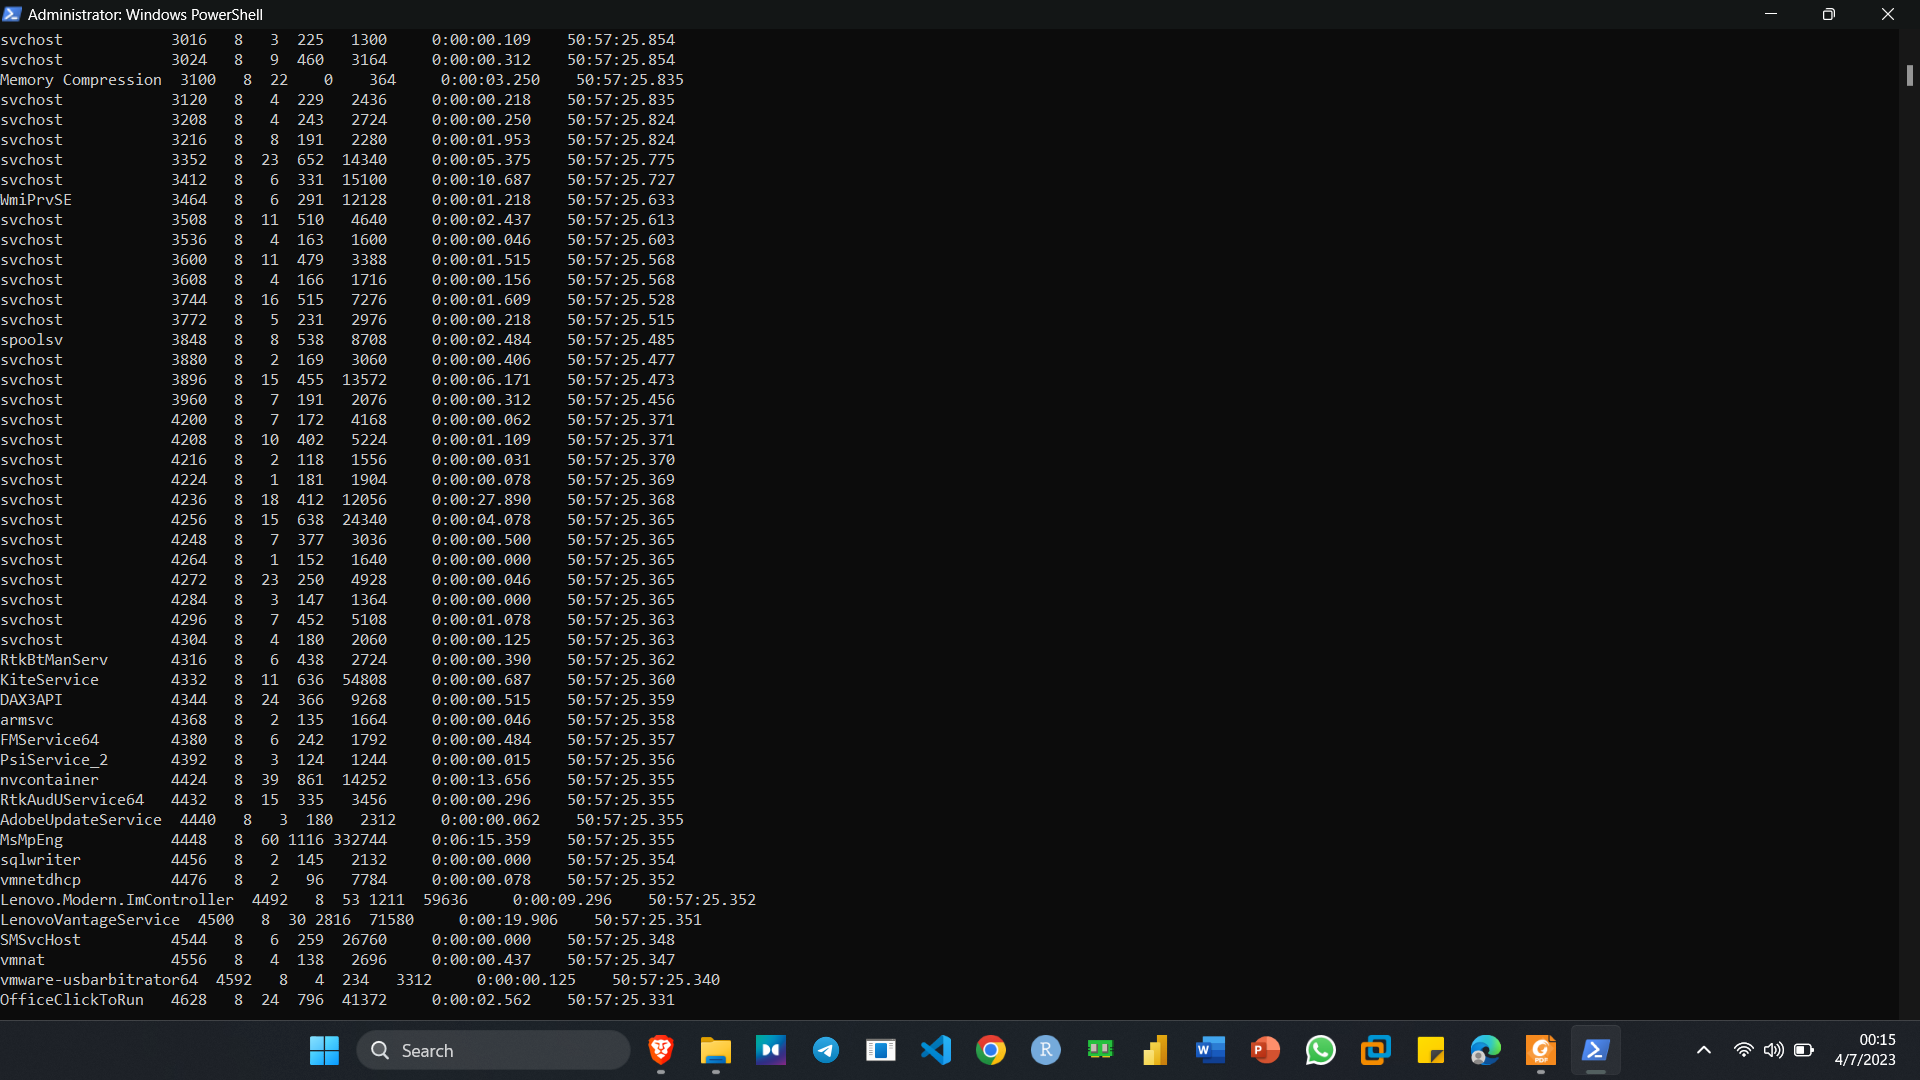 Administrator: Windows PowerShell
svchost 3016 8 3 225 1300 0:00:00.109 50:57:25.854
svchost 3024 8 9 460 3164 0:00:00.312 50:57:25.854
Memory Compression 3100 8 22 0 364 0:00:03.250 50:57:25.835
svchost 3120 8 4 229 2436 0:00:00.218 50:57:25.835
svchost 3208 8 4 243 2724 0:00:00.250 50:57:25.824
svchost 3216 8 8 191 2280 0:00:01.953 50:57:25.824
svchost 3352 8 23 652 14340 0:00:05.375 50:57:25.775
svchost 3412 8 6 331 15100 0:00:10.687 50:57:25.727
WmiPrvSE 3464 8 6 291 12128 0:00:01.218 50:57:25.633
svchost 3508 8 11 510 4640 0:00:02.437 50:57:25.613
svchost 3536 8 4 163 1600 0:00:00.046 50:57:25.603
svchost 3600 8 11 479 3388 0:00:01.515 50:57:25.568
svchost 3608 8 4 166 1716 0:00:00.156 50:57:25.568
svchost 3744 8 16 515 7276 0:00:01.609 50:57:25.528
svchost 3772 8 5 231 2976 0:00:00.218 50:57:25.515
spoolsv 3848 8 8 538 8708 0:00:02.484 50:57:25.485
svchost 3880 8 2 169 3060 0:00:00.406 50:57:25.477
svchost 3896 8 15 455 13572 0:00:06.171 50:57:25.473
svchost 3960 8 7 191 2076 0:00:00.312 50:57:25.456
svchost 4200 8 7 172 4168 0:00:00.062 50:57:25.371
svchost 4208 8 10 402 5224 0:00:01.109 50:57:25.371
svchost 4216 8 2 118 1556 0:00:00.031 50:57:25.370
svchost 4224 8 1 181 1904 0:00:00.078 50:57:25.369
svchost 4236 8 18 412 12056 0:00:27.890 50:57:25.368
svchost 4256 8 15 638 24340 0:00:04.078 50:57:25.365
svchost 4248 8 7 377 3036 0:00:00.500 50:57:25.365
svchost 4264 8 1 152 1640 0:00:00.000 50:57:25.365
svchost 4272 8 23 250 4928 0:00:00.046 50:57:25.365
svchost 4284 8 3 147 1364 0:00:00.000 50:57:25.365
svchost 4296 8 7 452 5108 0:00:01.078 50:57:25.363
svchost 4304 8 4 180 2060 0:00:00.125 50:57:25.363
RtkBtManServ 4316 8 6 438 2724 0:00:00.390 50:57:25.362
KiteService 4332 8 11 636 54808 0:00:00.687 50:57:25.360
DAX3API 4344 8 24 366 9268 0:00:00.515 50:57:25.359
armsvc 4368 8 2 135 1664 0:00:00.046 50:57:25.358
FMService64 4380 8 6 242 1792 0:00:00.484 50:57:25.357
PsiService_2 4392 8 3 124 1244 0:00:00.015 50:57:25.356
nvcontainer 4424 8 39 861 14252 0:00:13.656 50:57:25.355
RtkAudUService64 4432 8 15 335 3456 0:00:00.296 50:57:25.355
AdobeUpdateService 4440 8 3 180 2312 0:00:00.062 50:57:25.355
MsMpEng 4448 8 60 1116 332744 0:06:15.359 50:57:25.355
sqlwriter 4456 8 2 145 2132 0:00:00.000 50:57:25.354
vmnetdhcp 4476 8 2 96 7784 0:00:00.078 50:57:25.352
Lenovo.Modern.ImController 4492 8 53 1211 59636 0:00:09.296 50:57:25.352
LenovoVantageService 4500 8 30 2816 71580 0:00:19.906 50:57:25.351
SMSvcHost 4544 8 6 259 26760 0:00:00.000 50:57:25.348
vmnat 4556 8 4 138 2696 0:00:00.437 50:57:25.347
vmware-usbarbitrator64 4592 8 4 234 3312 0:00:00.125 50:57:25.340
OfficeClickToRun 4628 8 24 796 41372 0:00:02.562 50:57:25.331
Search
00:15
4/7/2023